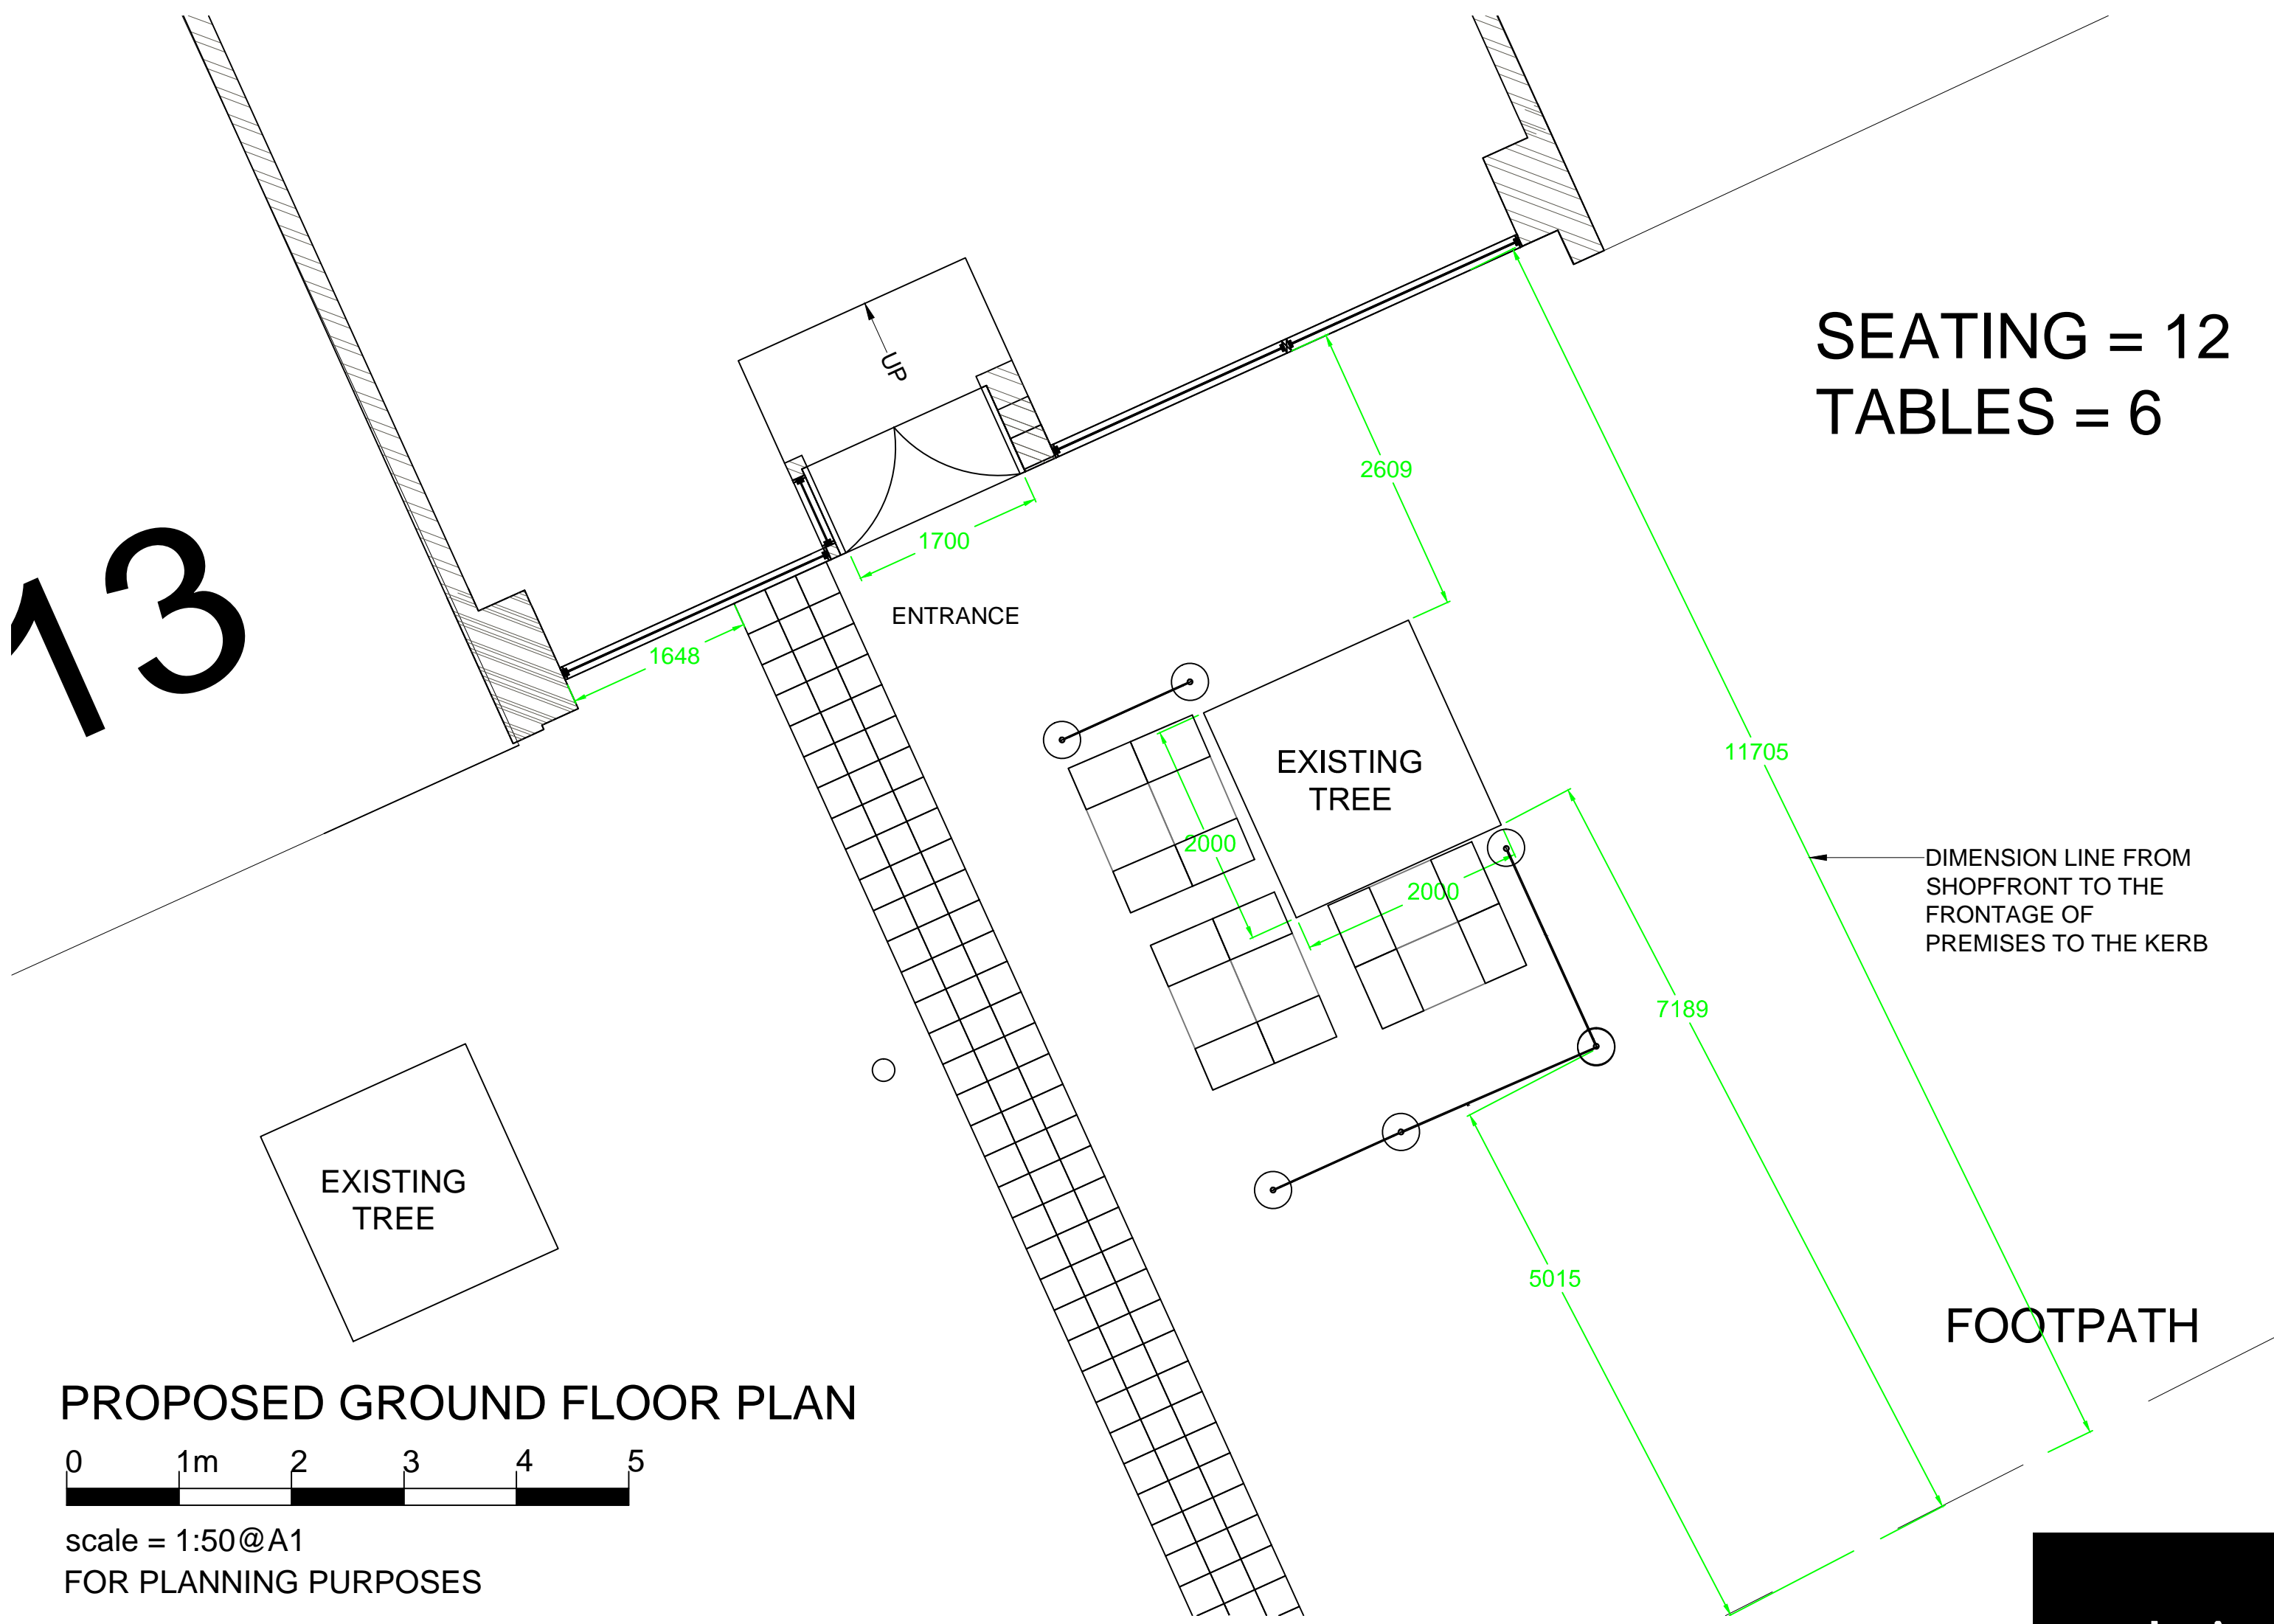 UP
SEATING = 12
TABLES = 6
2609
1700
ENTRANCE
1648
13
EXISTING
TREE
11705
2000
2000
DIMENSION LINE FROM
SHOPFRONT TO THE
FRONTAGE OF
PREMISES TO THE KERB
7189
EXISTING
TREE
5015
FOOTPATH
PROPOSED GROUND FLOOR PLAN
0 1m 2 3 4 5
scale = 1:50@A1
FOR PLANNING PURPOSES